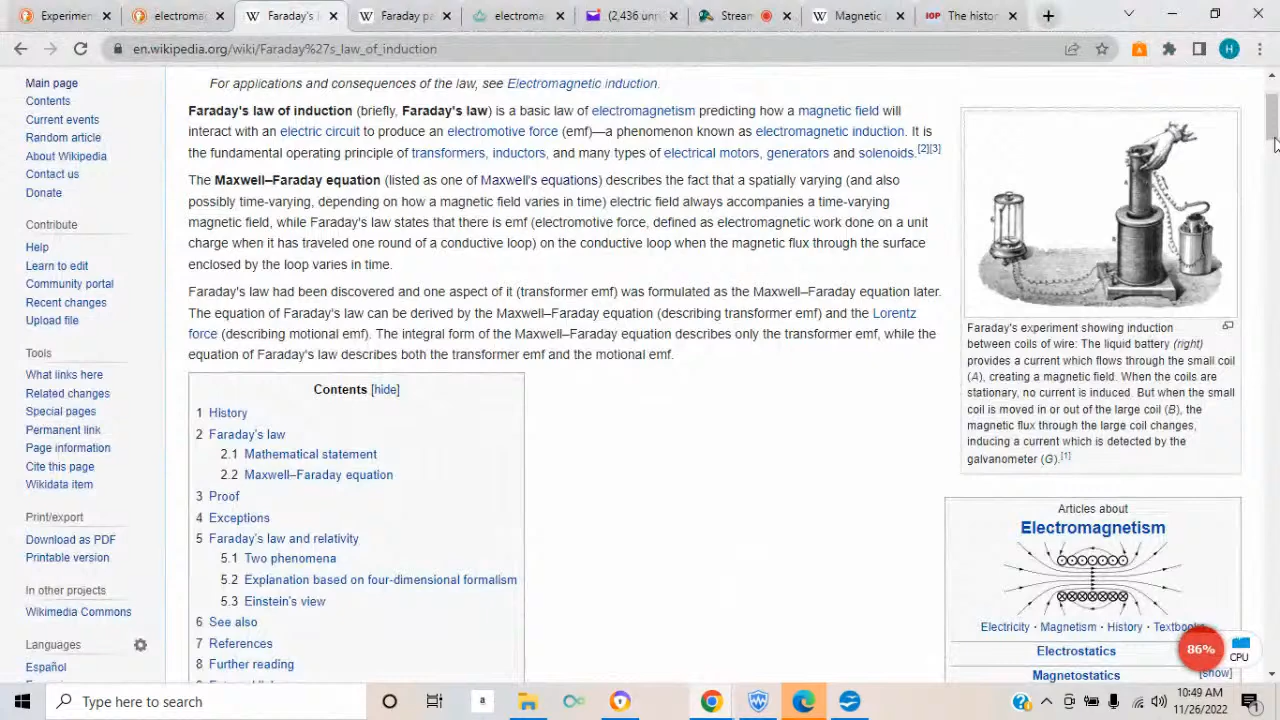 Experimer
electromac
Faraday's l
Faraday pa
electroma
(2,436 unr
Stream
Magnetic
IOP The histor
en.wikipedia.org/wiki/Faraday%27s_law_of_induction
H
Main page
Contents
Current events
Random article
About Wikipedia
Contact us
Donate
Contribute
Help
Learn to edit
Community portal
Recent changes
Upload file
Tools
What links here
Related changes
Special pages
Permanent link
Page information
Cite this page
Wikidata item
Print/export
Download as PDF
Printable version
In other projects
Wikimedia Commons
Languages
Español
For applications and consequences of the law, see Electromagnetic induction.
Faraday's law of induction (briefly, Faraday's law) is a basic law of electromagnetism predicting how a magnetic field will
interact with an electric circuit to produce an electromotive force (emf)—a phenomenon known as electromagnetic induction. It is
the fundamental operating principle of transformers, inductors, and many types of electrical motors, generators and solenoids.[2][3]
The Maxwell–Faraday equation (listed as one of Maxwell's equations) describes the fact that a spatially varying (and also
possibly time-varying, depending on how a magnetic field varies in time) electric field always accompanies a time-varying
magnetic field, while Faraday's law states that there is emf (electromotive force, defined as electromagnetic work done on a unit
charge when it has traveled one round of a conductive loop) on the conductive loop when the magnetic flux through the surface
enclosed by the loop varies in time.
Faraday's law had been discovered and one aspect of it (transformer emf) was formulated as the Maxwell–Faraday equation later.
The equation of Faraday's law can be derived by the Maxwell–Faraday equation (describing transformer emf) and the Lorentz
force (describing motional emf). The integral form of the Maxwell–Faraday equation describes only the transformer emf, while the
equation of Faraday's law describes both the transformer emf and the motional emf.
Contents [hide]
1 History
2 Faraday's law
2.1 Mathematical statement
2.2 Maxwell–Faraday equation
3 Proof
4 Exceptions
5 Faraday's law and relativity
5.1 Two phenomena
5.2 Explanation based on four-dimensional formalism
5.3 Einstein's view
6 See also
7 References
8 Further reading
Faraday's experiment showing induction
between coils of wire: The liquid battery (right)
provides a current which flows through the small coil
(A), creating a magnetic field. When the coils are
stationary, no current is induced. But when the small
coil is moved in or out of the large coil (B), the
magnetic flux through the large coil changes,
inducing a current which is detected by the
galvanometer (G).[1]
Articles about
Electromagnetism
Electricity · Magnetism · History · Textbooks
Electrostatics
Magnetostatics
[show]
86%
CPU
Type here to search
a
10:49 AM
11/26/2022
1